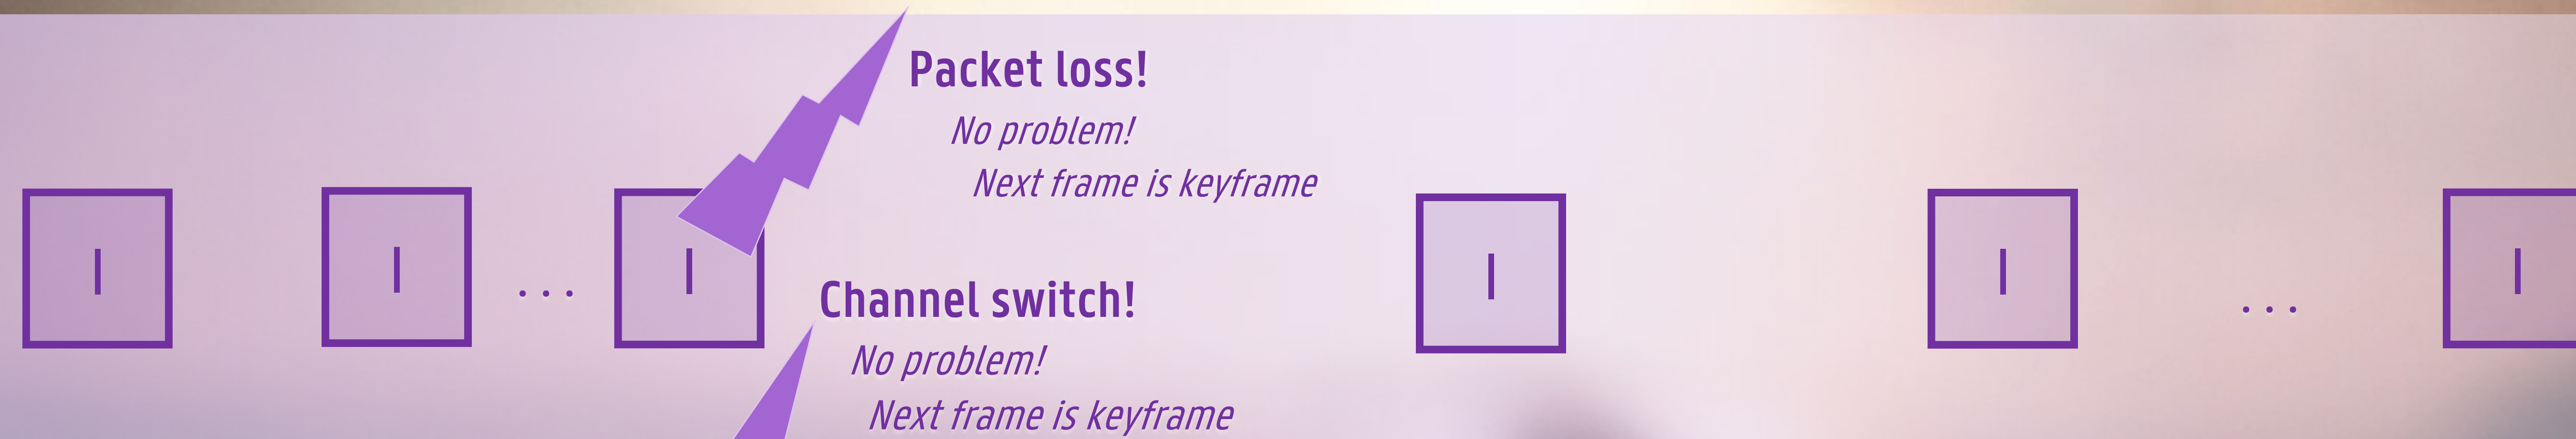 Packet loss!
No problem!
Next frame is keyframe
I I ... I I I ... I
Channel switch!
No problem!
Next frame is keyframe